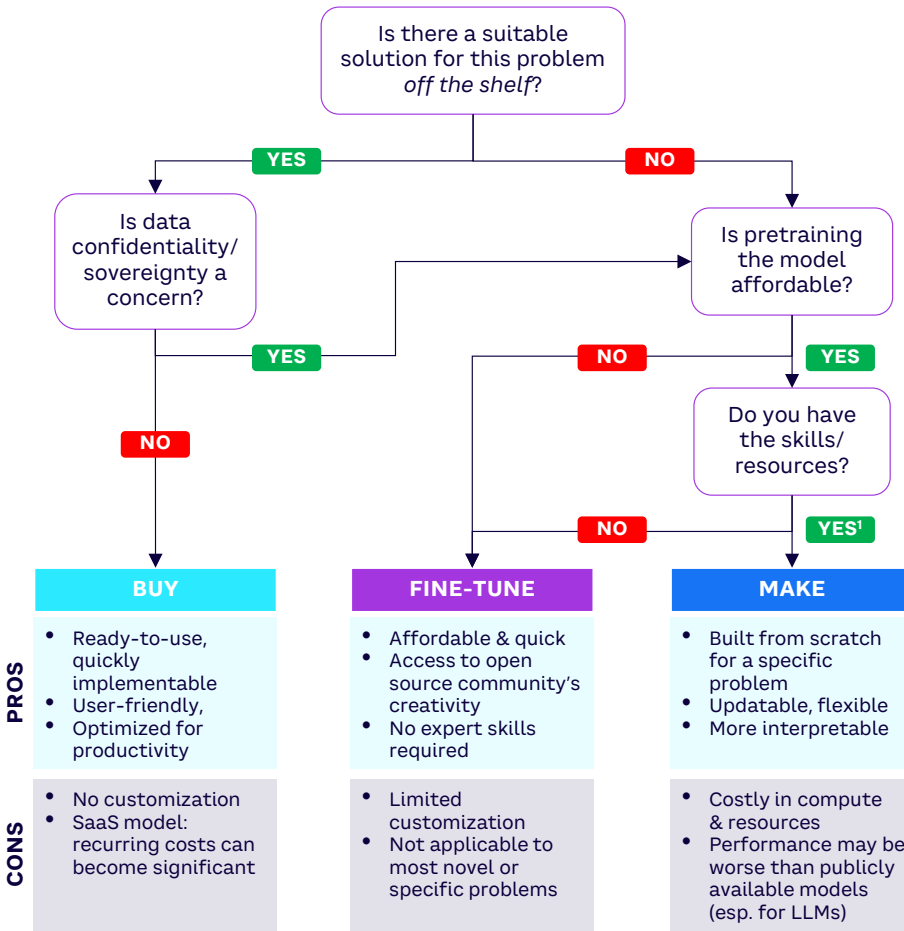 Is there a suitable
solution for this problem
off the shelf?
YES
NO
Is data
confidentiality/
sovereignty a
concern?
Is pretraining
the model
affordable?
YES
NO
YES
NO
Do you have
the skills/
resources?
NO
YES¹
BUY
FINE-TUNE
MAKE
PROS
• Ready-to-use,
quickly
implementable
• User-friendly,
• Optimized for
productivity
• Affordable & quick
• Access to open
source community's
creativity
• No expert skills
required
• Built from scratch
for a specific
problem
• Updatable, flexible
• More interpretable
CONS
• No customization
• SaaS model:
recurring costs can
become significant
• Limited
customization
• Not applicable to
most novel or
specific problems
• Costly in compute
& resources
• Performance may be
worse than publicly
available models
(esp. for LLMs)